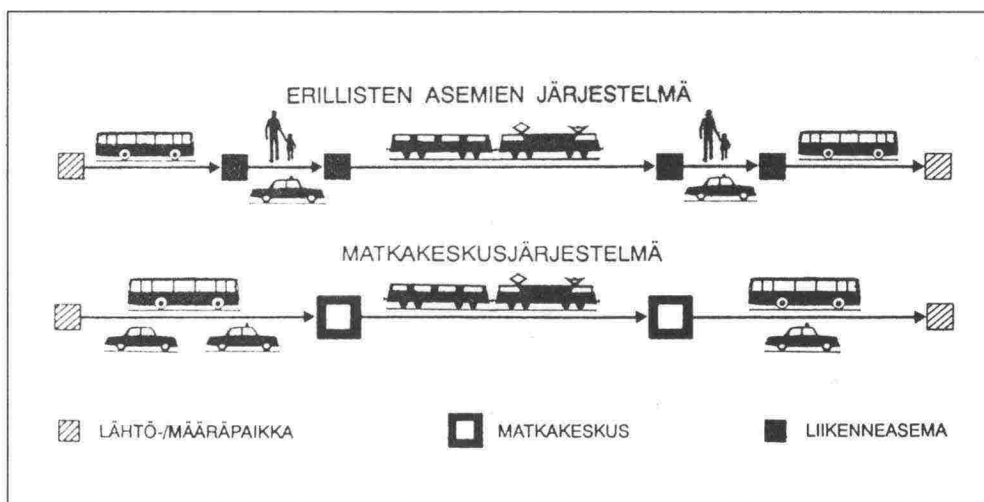 ERILLISTEN ASEMIEN JÄRJESTELMÄ
MATKAKESKUSJÄRJESTELMÄ
LÄHTÖ-/MÄÄRÄPAIKKA
MATKAKESKUS
LIIKENNEASEMA